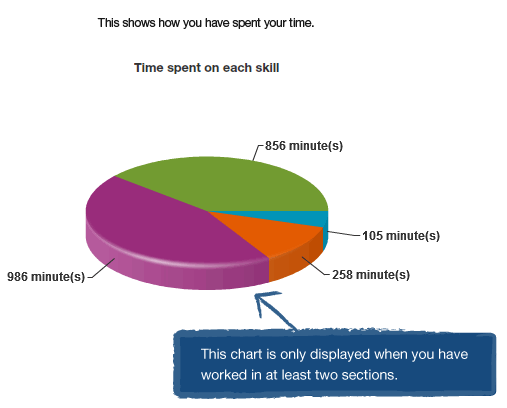 This shows how you have spent your time.
Time spent on each skill
856 minute(s)
105 minute(s)
258 minute(s)
986 minute(s)
This chart is only displayed when you have
worked in at least two sections.